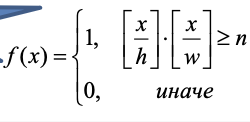 f(x) = { 1, [x/h]·[x/w] ≥ n
0, иначе